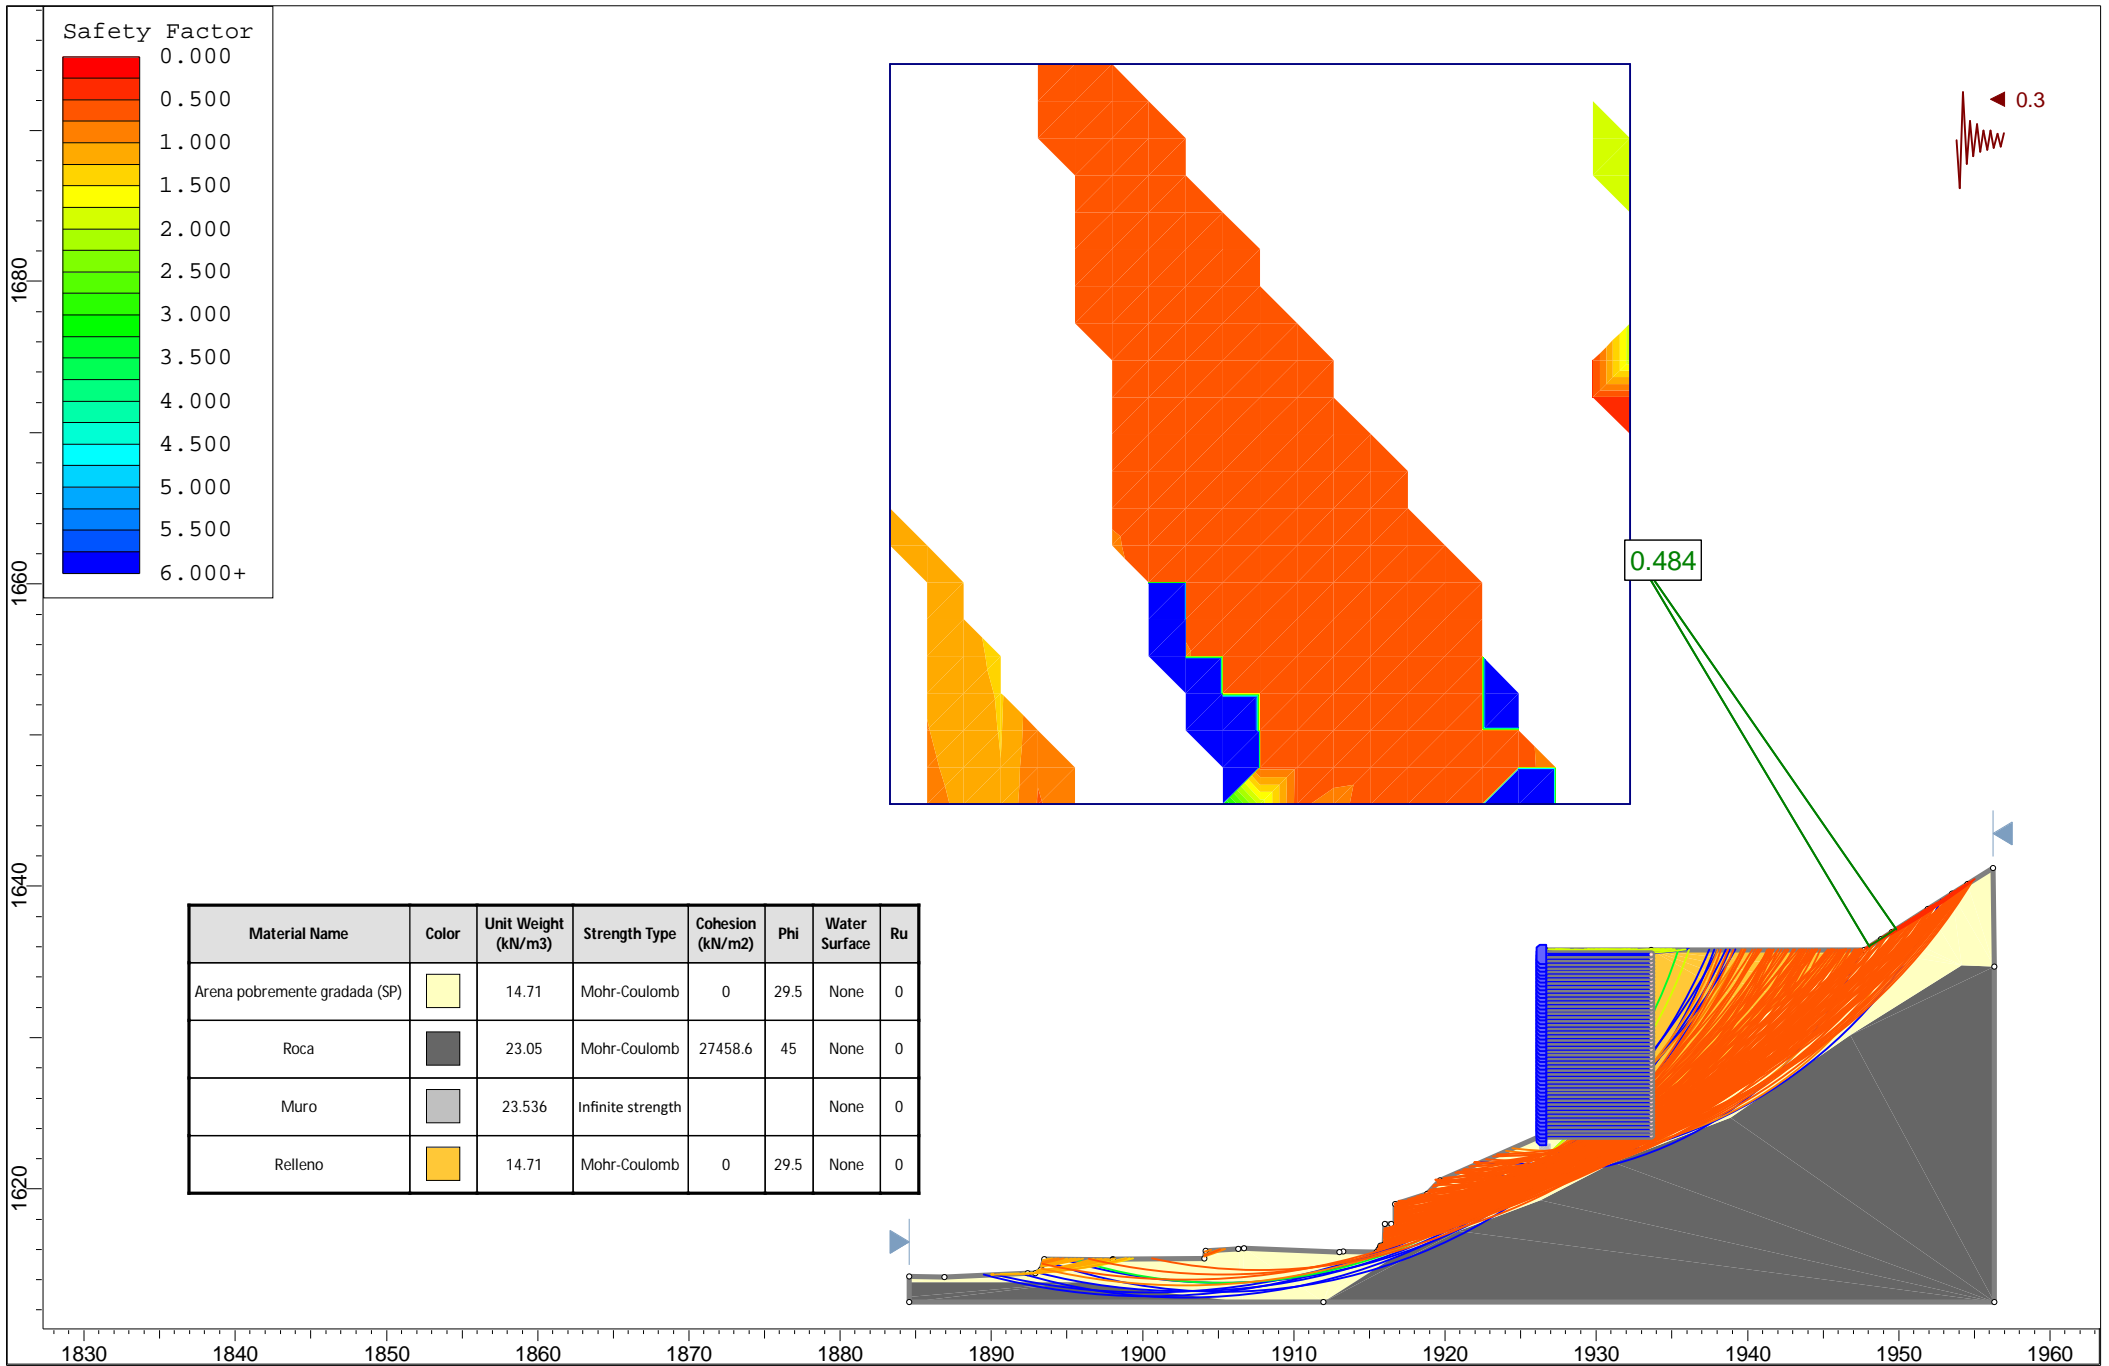 Safety Factor
0.000
0.500
1.000
1.500
2.000
2.500
3.000
3.500
4.000
4.500
5.000
5.500
6.000+
0.3
0.484
Material Name Color Unit Weight (kN/m3) Strength Type Cohesion (kN/m2) Phi Water Surface Ru
Arena pobremente gradada (SP) 14.71 Mohr-Coulomb 0 29.5 None 0
Roca 23.05 Mohr-Coulomb 27458.6 45 None 0
Muro 23.536 Infinite strength None 0
Relleno 14.71 Mohr-Coulomb 0 29.5 None 0
1680
1660
1640
1620
1830 1840 1850 1860 1870 1880 1890 1900 1910 1920 1930 1940 1950 1960